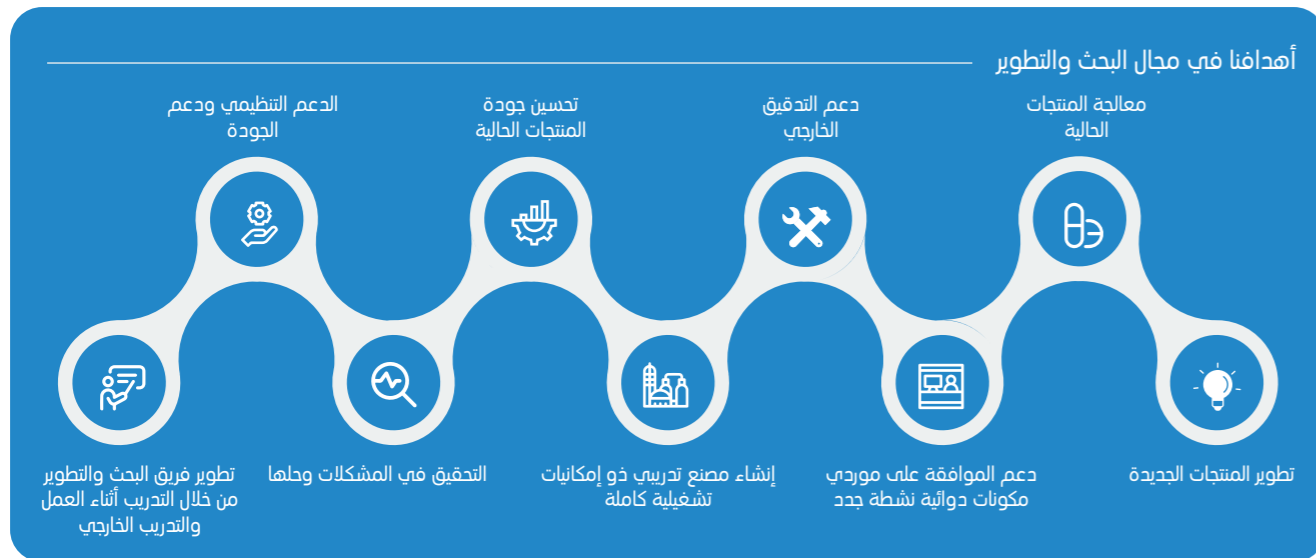 أهدافنا في مجال البحث والتطوير
معالجة المنتجات
الحالية
دعم التدقيق
الخارجي
تحسين جودة
المنتجات الحالية
الدعم التنظيمي ودعم
الجودة
تطوير المنتجات الجديدة
دعم الموافقة على موردي
مكونات دوائية نشطة جدد
إنشاء مصنع تدريبي ذو إمكانيات
تشغيلية كاملة
التحقيق في المشكلات وحلها
تطوير فريق البحث والتطوير
من خلال التدريب أثناء العمل
والتدريب الخارجي